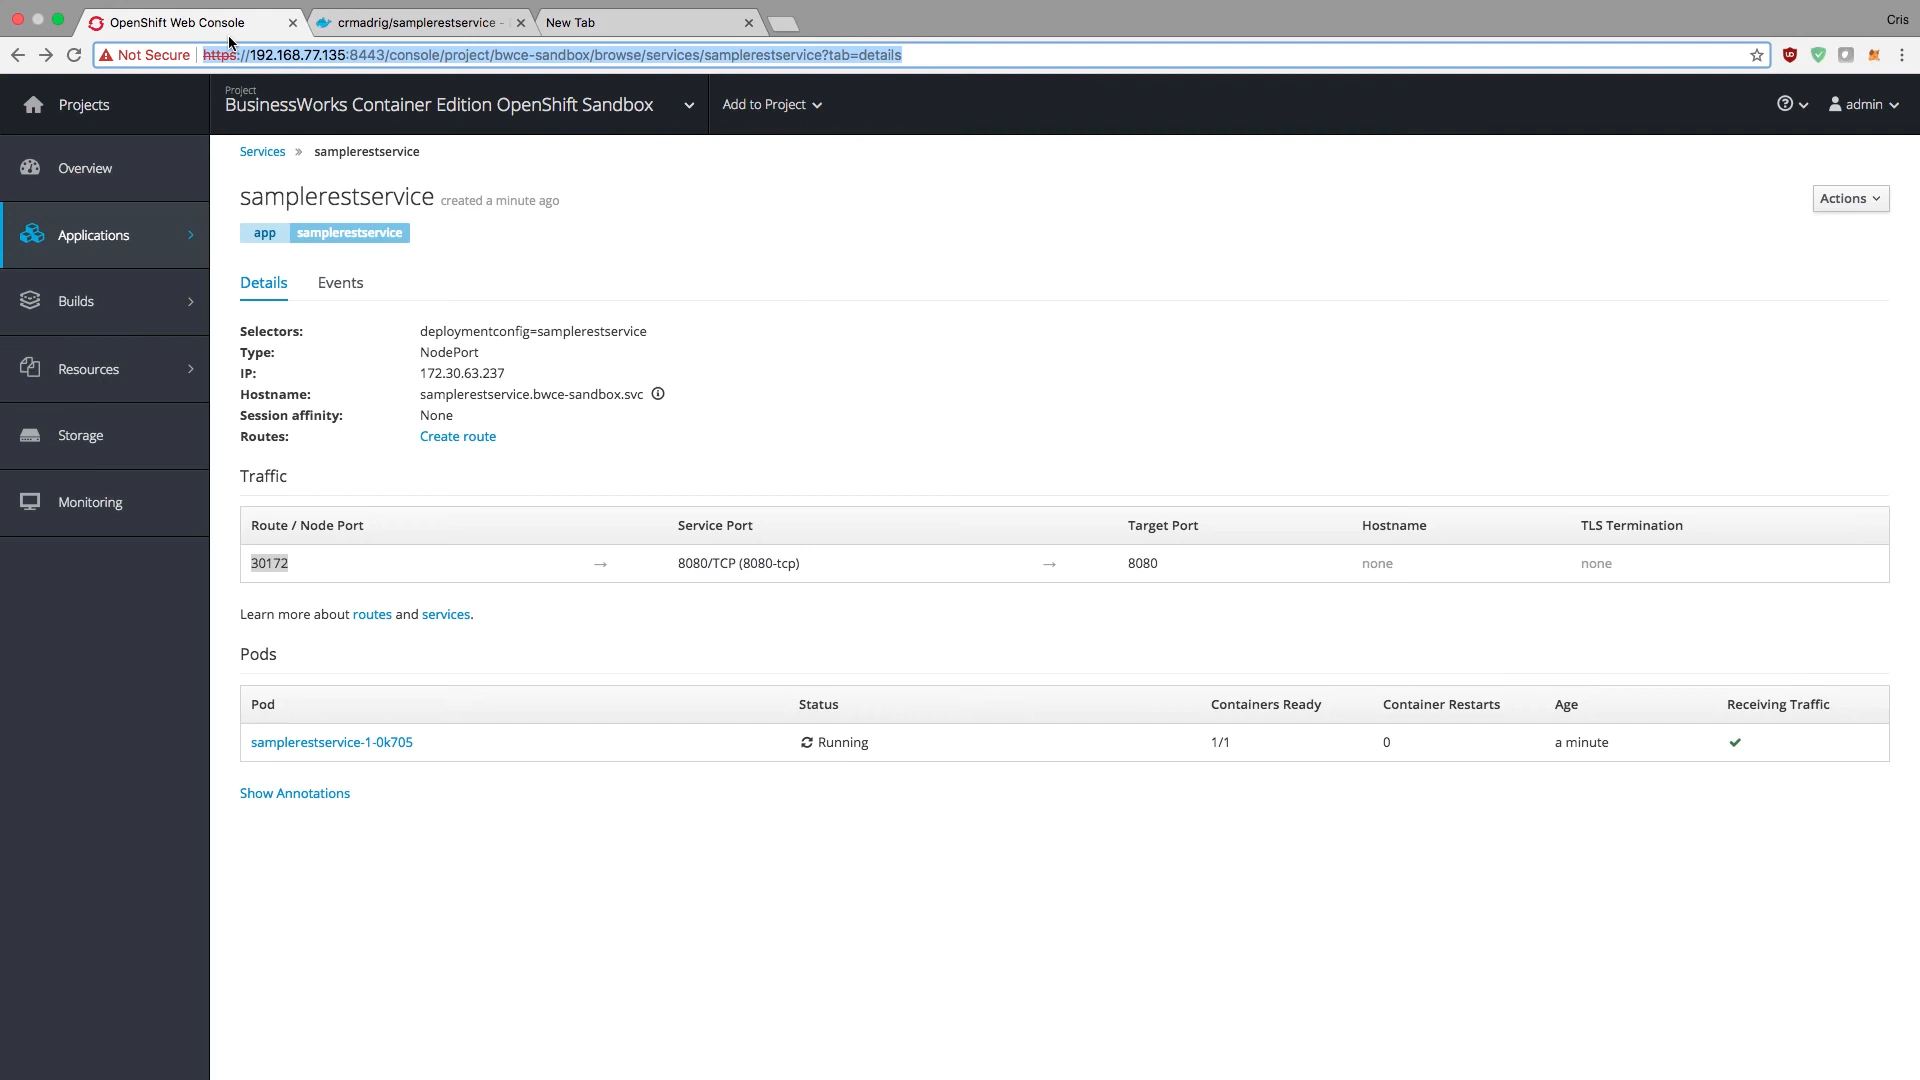 OpenShift Web Console
crmadrig/samplerestservice -
New Tab
Cris
Not Secure
https://192.168.77.135:8443/console/project/bwce-sandbox/browse/services/samplerestservice?tab=details
Projects
Project
BusinessWorks Container Edition OpenShift Sandbox
Add to Project
admin
Overview
Applications
Builds
Resources
Storage
Monitoring
Services » samplerestservice
samplerestservice created a minute ago
Actions
app samplerestservice
Details Events
Selectors: deploymentconfig=samplerestservice
Type: NodePort
IP: 172.30.63.237
Hostname: samplerestservice.bwce-sandbox.svc
Session affinity: None
Routes: Create route
Traffic
Route / Node Port Service Port Target Port Hostname TLS Termination
30172 → 8080/TCP (8080-tcp) → 8080 none none
Learn more about routes and services.
Pods
Pod Status Containers Ready Container Restarts Age Receiving Traffic
samplerestservice-1-0k705 Running 1/1 0 a minute
Show Annotations